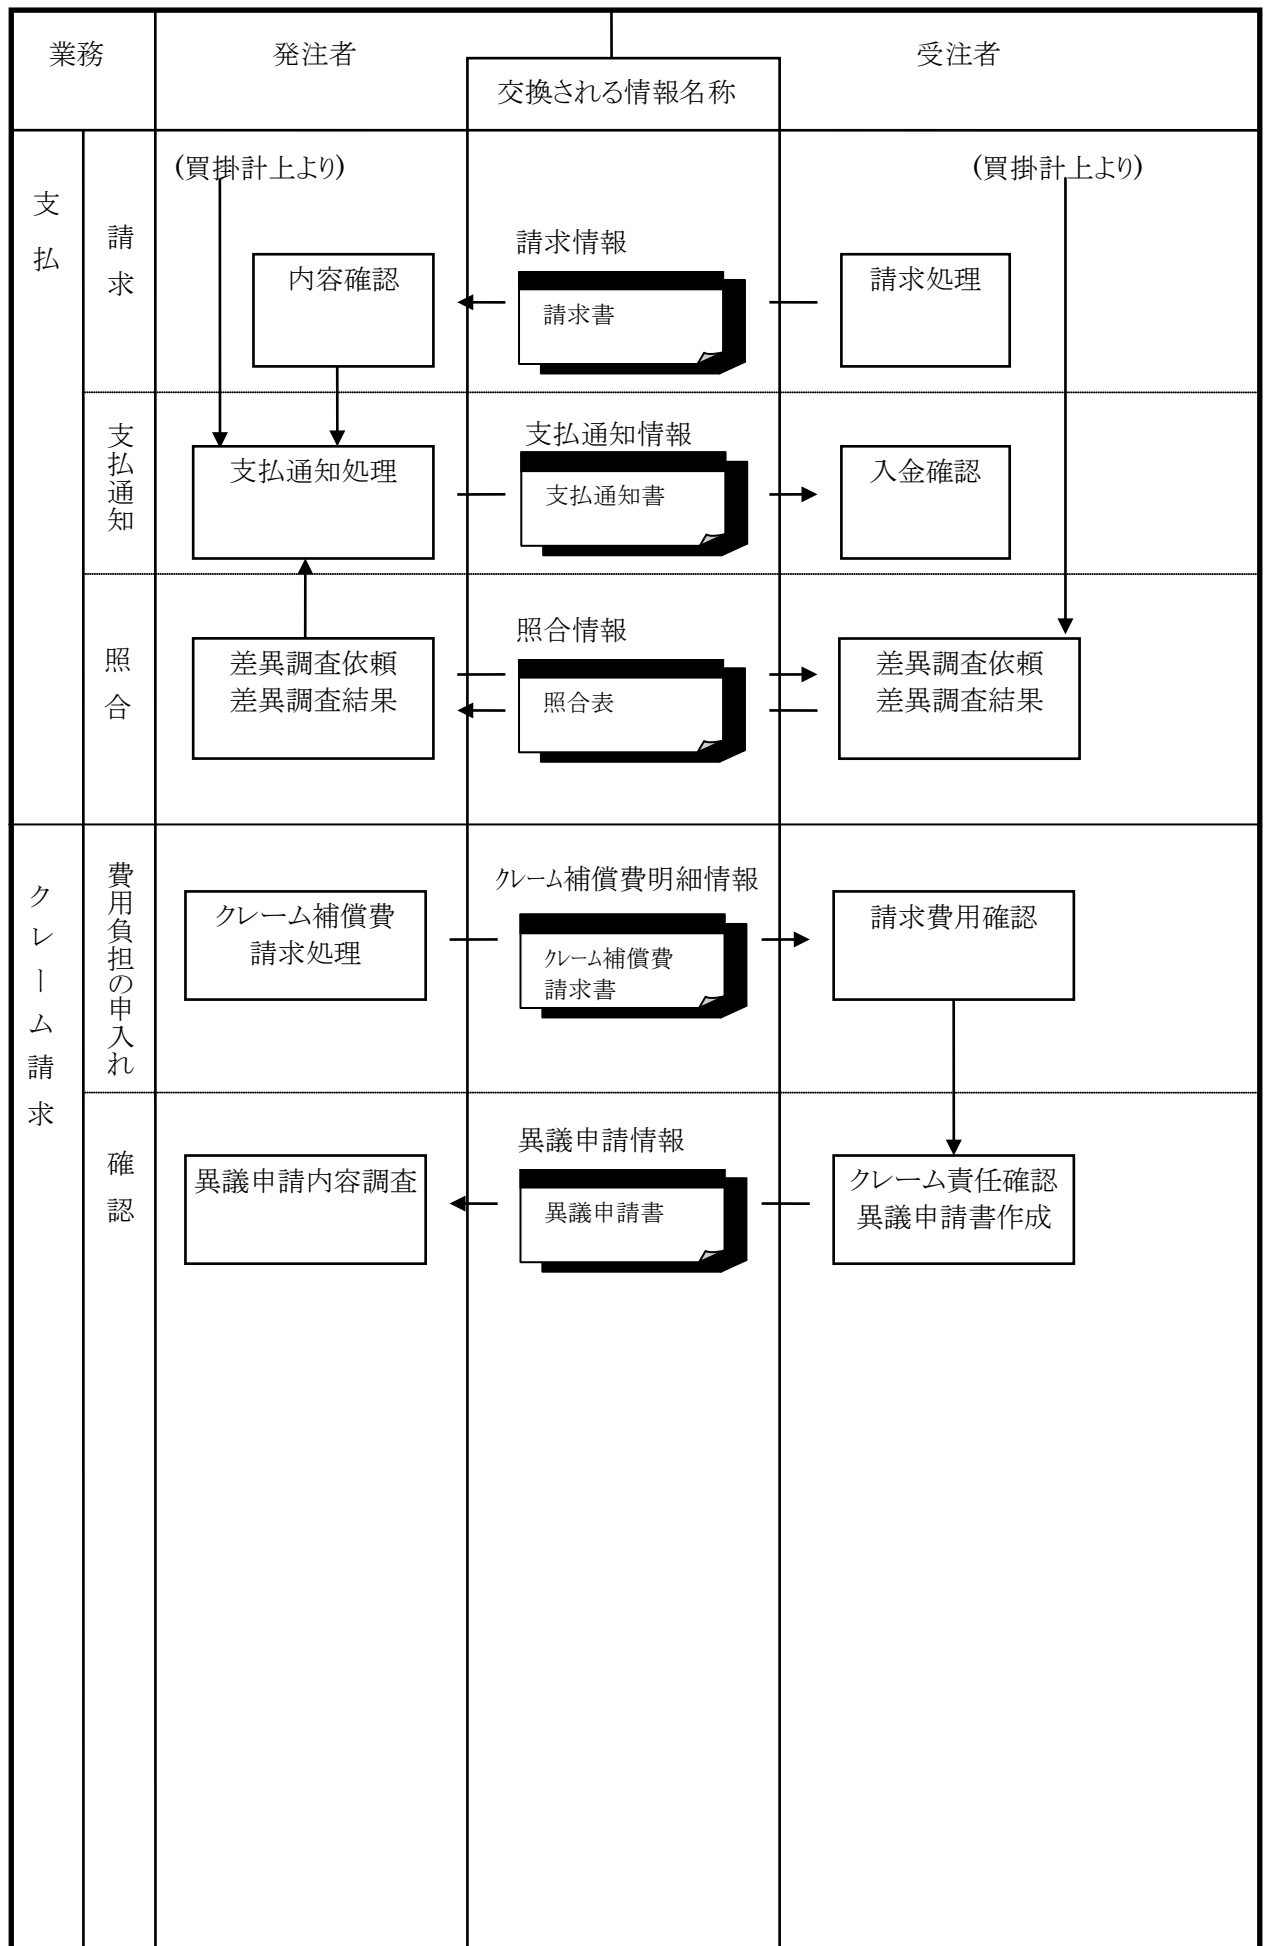 業務
発注者
受注者
交換される情報名称
支払
請求
(買掛計上より)
(買掛計上より)
請求情報
内容確認
請求書
請求処理
支払通知
支払通知情報
支払通知処理
支払通知書
入金確認
照合
照合情報
差異調査依頼
差異調査結果
照合表
差異調査依頼
差異調査結果
クレーム請求
費用負担の申入れ
クレーム補償費明細情報
クレーム補償費
請求処理
クレーム補償費
請求書
請求費用確認
確認
異議申請情報
異議申請内容調査
異議申請書
クレーム責任確認
異議申請書作成